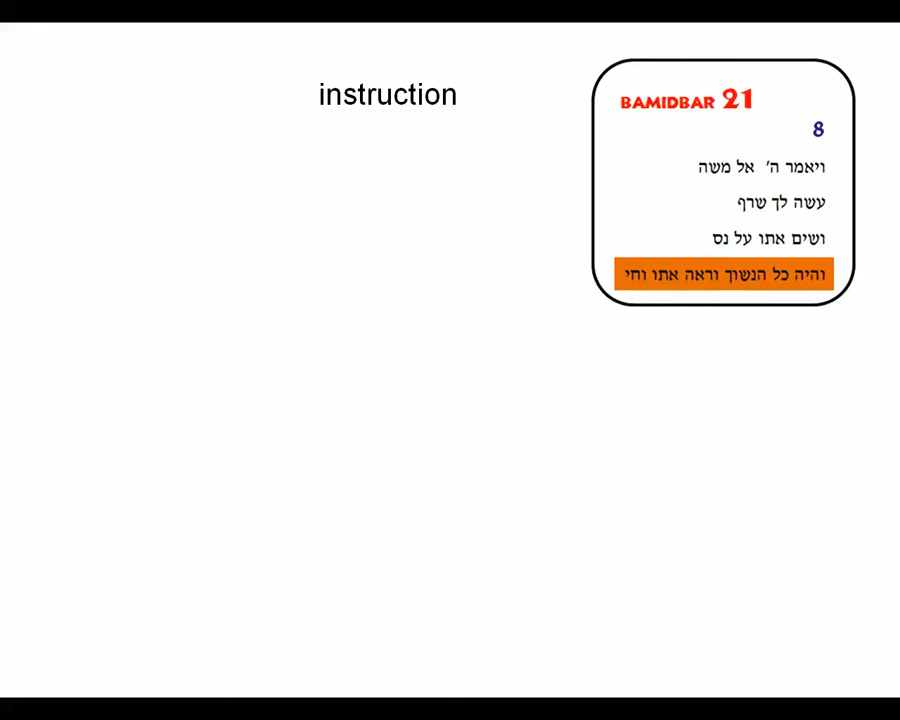 instruction
BAMIDBAR 21
8
ויאמר ה' אל משה
עשה לך שרף
ושים אתו על נס
והיה כל הנשוך וראה אתו וחי